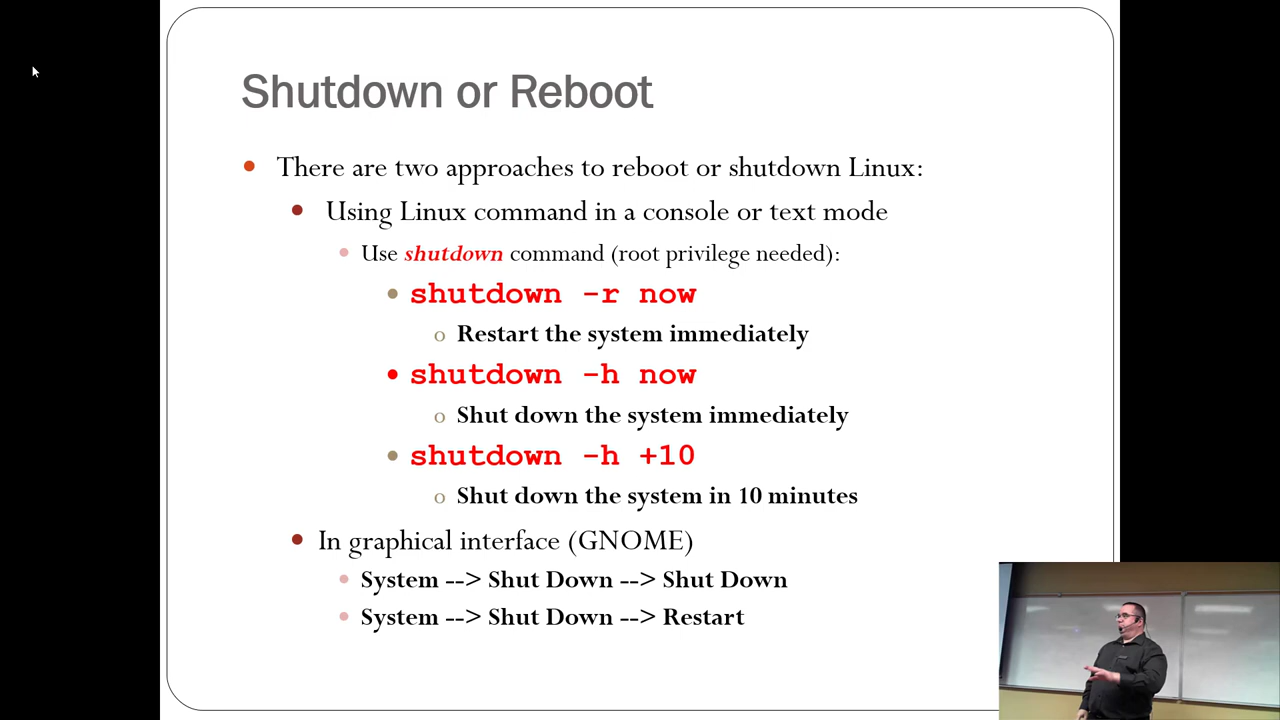 Shutdown or Reboot
There are two approaches to reboot or shutdown Linux:
Using Linux command in a console or text mode
Use shutdown command (root privilege needed):
shutdown -r now
Restart the system immediately
shutdown -h now
Shut down the system immediately
shutdown -h +10
Shut down the system in 10 minutes
In graphical interface (GNOME)
System --> Shut Down --> Shut Down
System --> Shut Down --> Restart